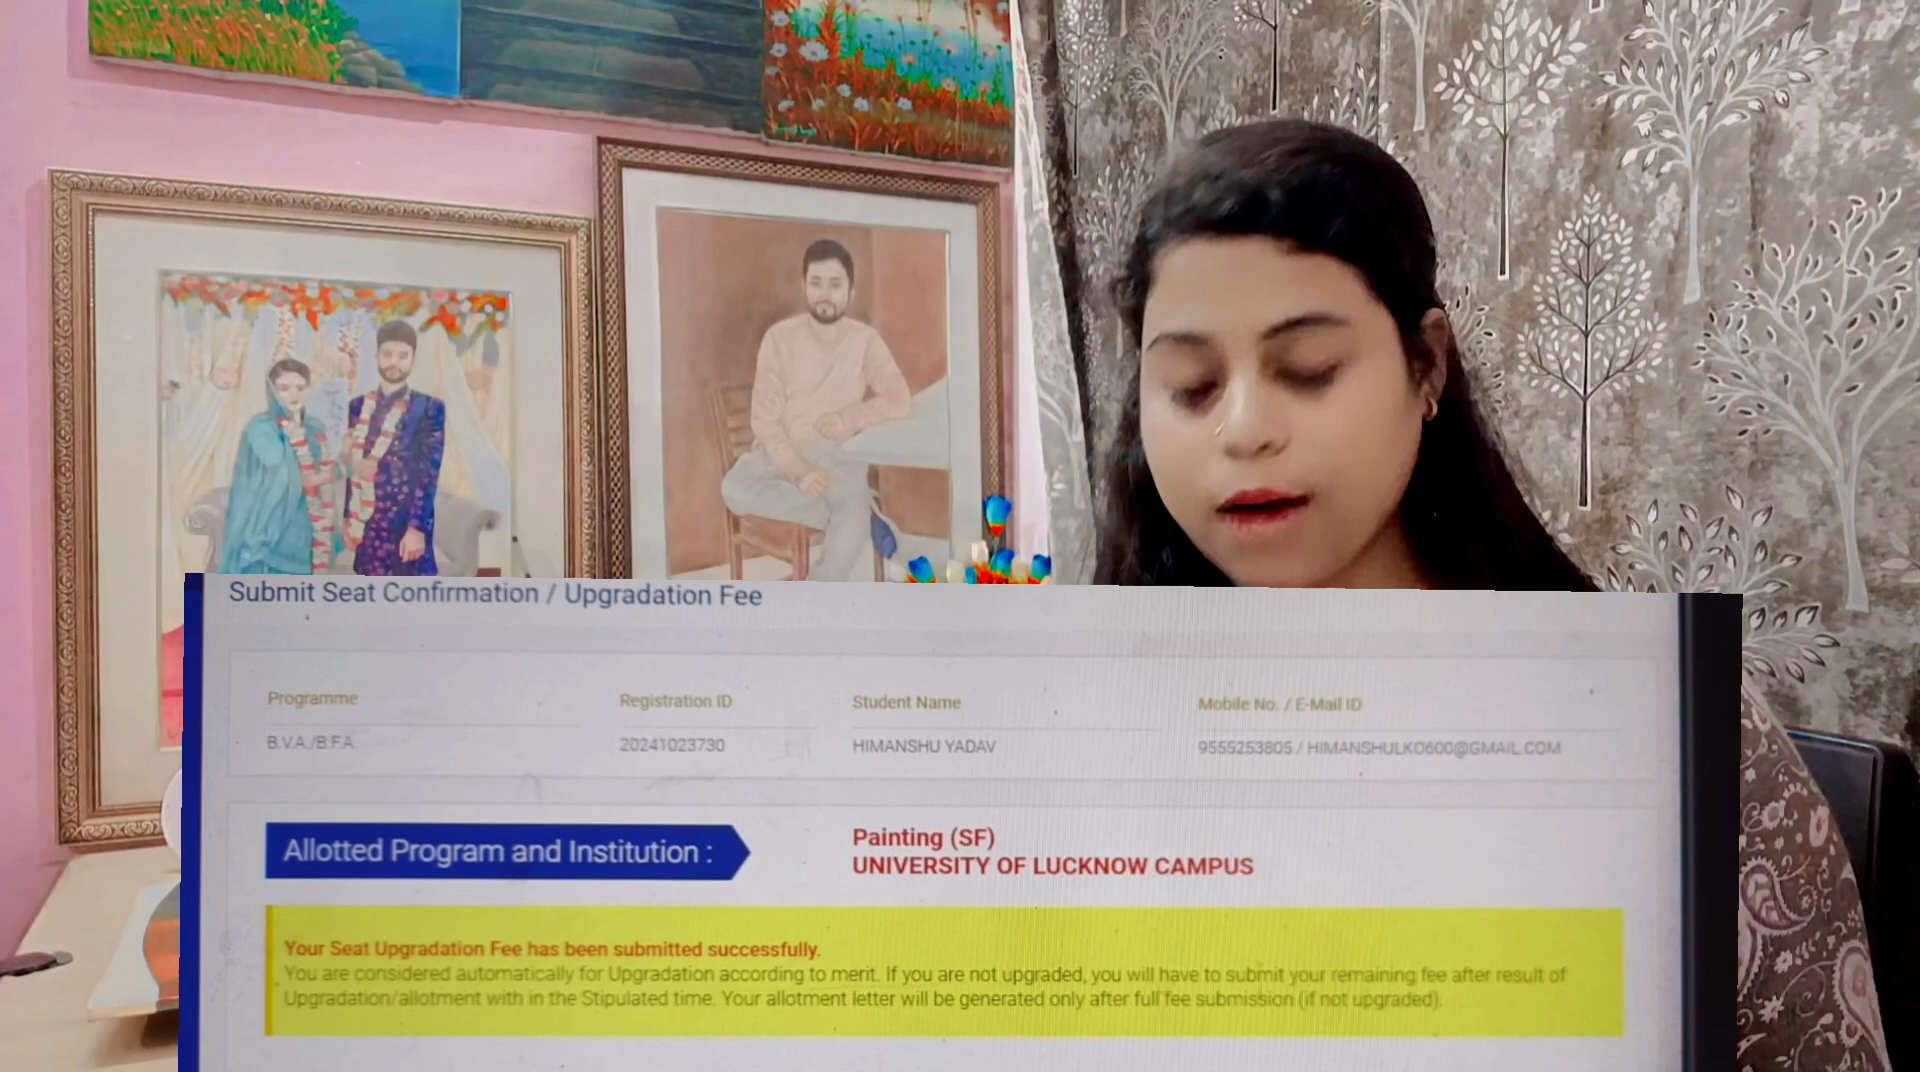 Submit Seat Confirmation / Upgradation Fee
Programme
Registration ID
Student Name
Mobile No. / E-Mail ID
B.V.A./B.F.A.
20241023730
HIMANSHU YADAV
9555253805 / HIMANSHULKO600@GMAIL.COM
Allotted Program and Institution :
Painting (SF)
UNIVERSITY OF LUCKNOW CAMPUS
Your Seat Upgradation Fee has been submitted successfully.
You are considered automatically for Upgradation according to merit. If you are not upgraded, you will have to submit your remaining fee after result of
Upgradation/allotment with in the Stipulated time. Your allotment letter will be generated only after full fee submission (if not upgraded).